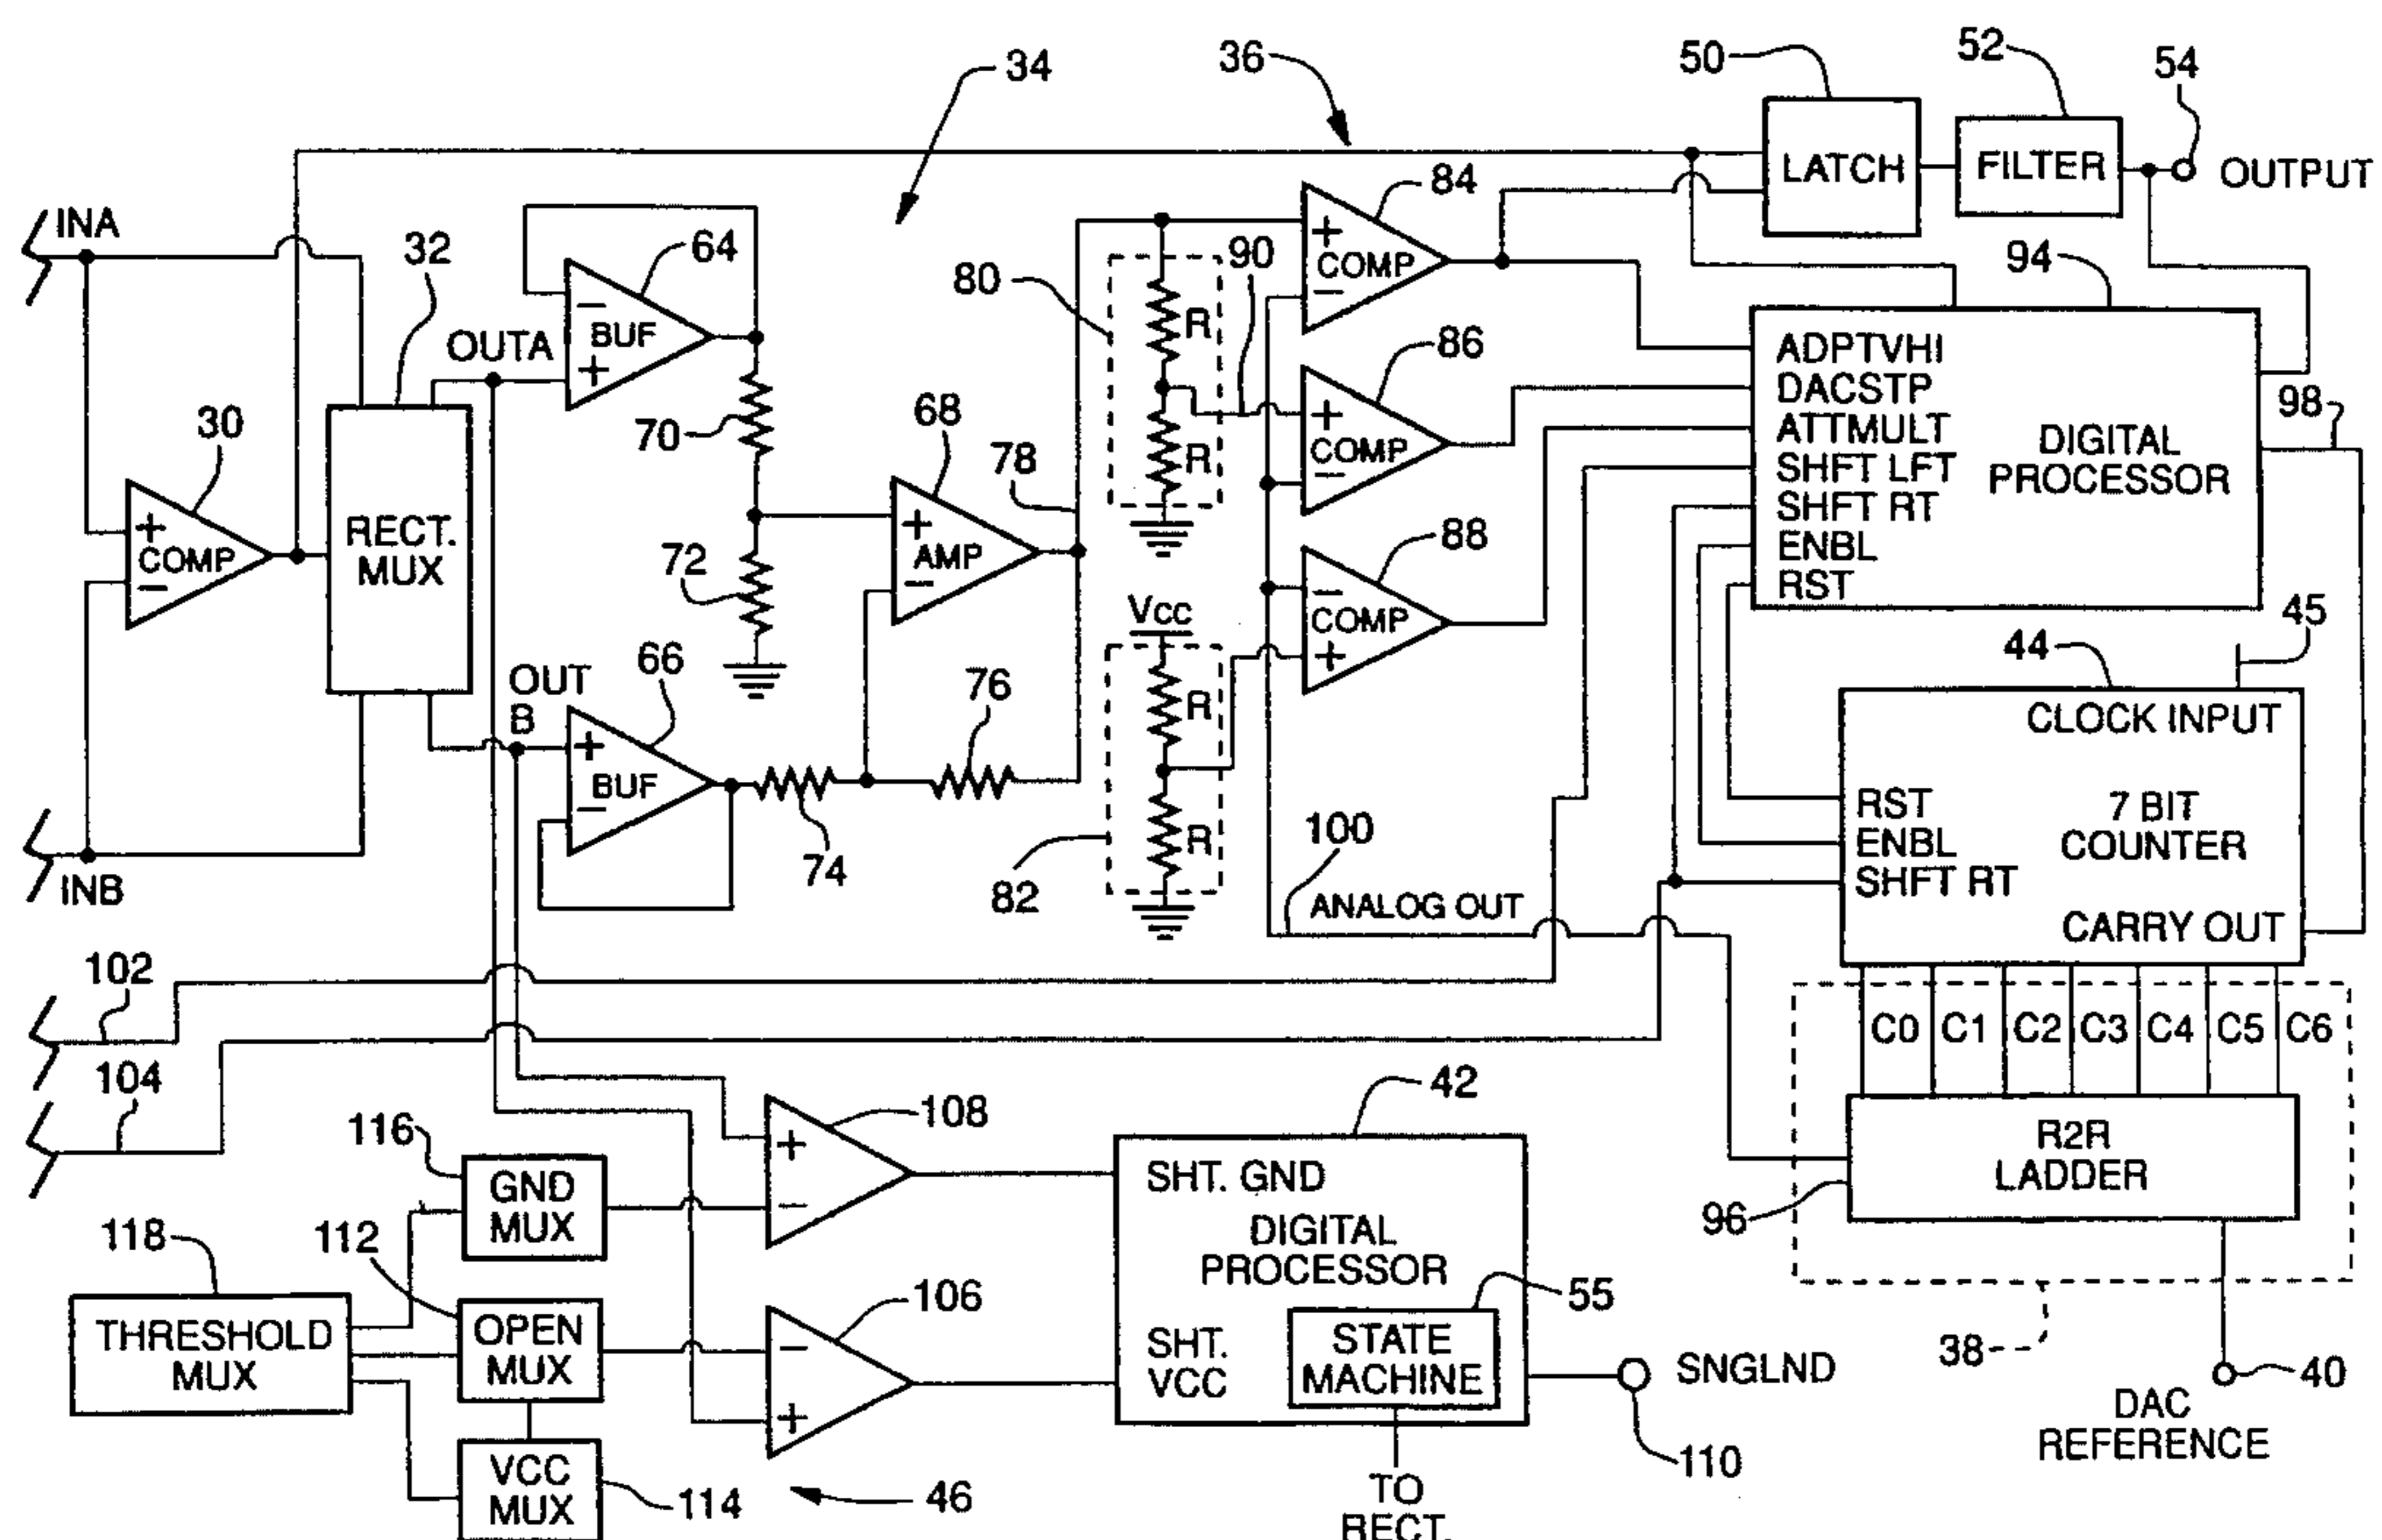 34
36
50
52
54
LATCH
FILTER
OUTPUT
INA
32
64
84
+
COMP
−
90
80
R
R
94
OUTA
−
BUF
+
86
+
COMP
−
ADPTVHI
DACSTP
ATTMULT
SHFT LFT
SHFT RT
ENBL
RST
DIGITAL
PROCESSOR
98
30
+
COMP
−
RECT.
MUX
70
68
78
+
AMP
−
72
88
−
COMP
+
VCC
45
44
66
OUT
B
+
BUF
−
76
R
R
82
CLOCK INPUT
RST
ENBL
SHFT RT
7 BIT
COUNTER
CARRY OUT
74
100
INB
ANALOG OUT
102
104
C0 C1 C2 C3 C4 C5 C6
42
108
+
−
116
GND
MUX
SHT. GND
DIGITAL
PROCESSOR
R2R
LADDER
96
118
112
THRESHOLD
MUX
OPEN
MUX
106
−
+
55
SHT.
VCC
STATE
MACHINE
SNGLND
38
40
DAC
REFERENCE
VCC
MUX
114
46
110
TO
RECT.